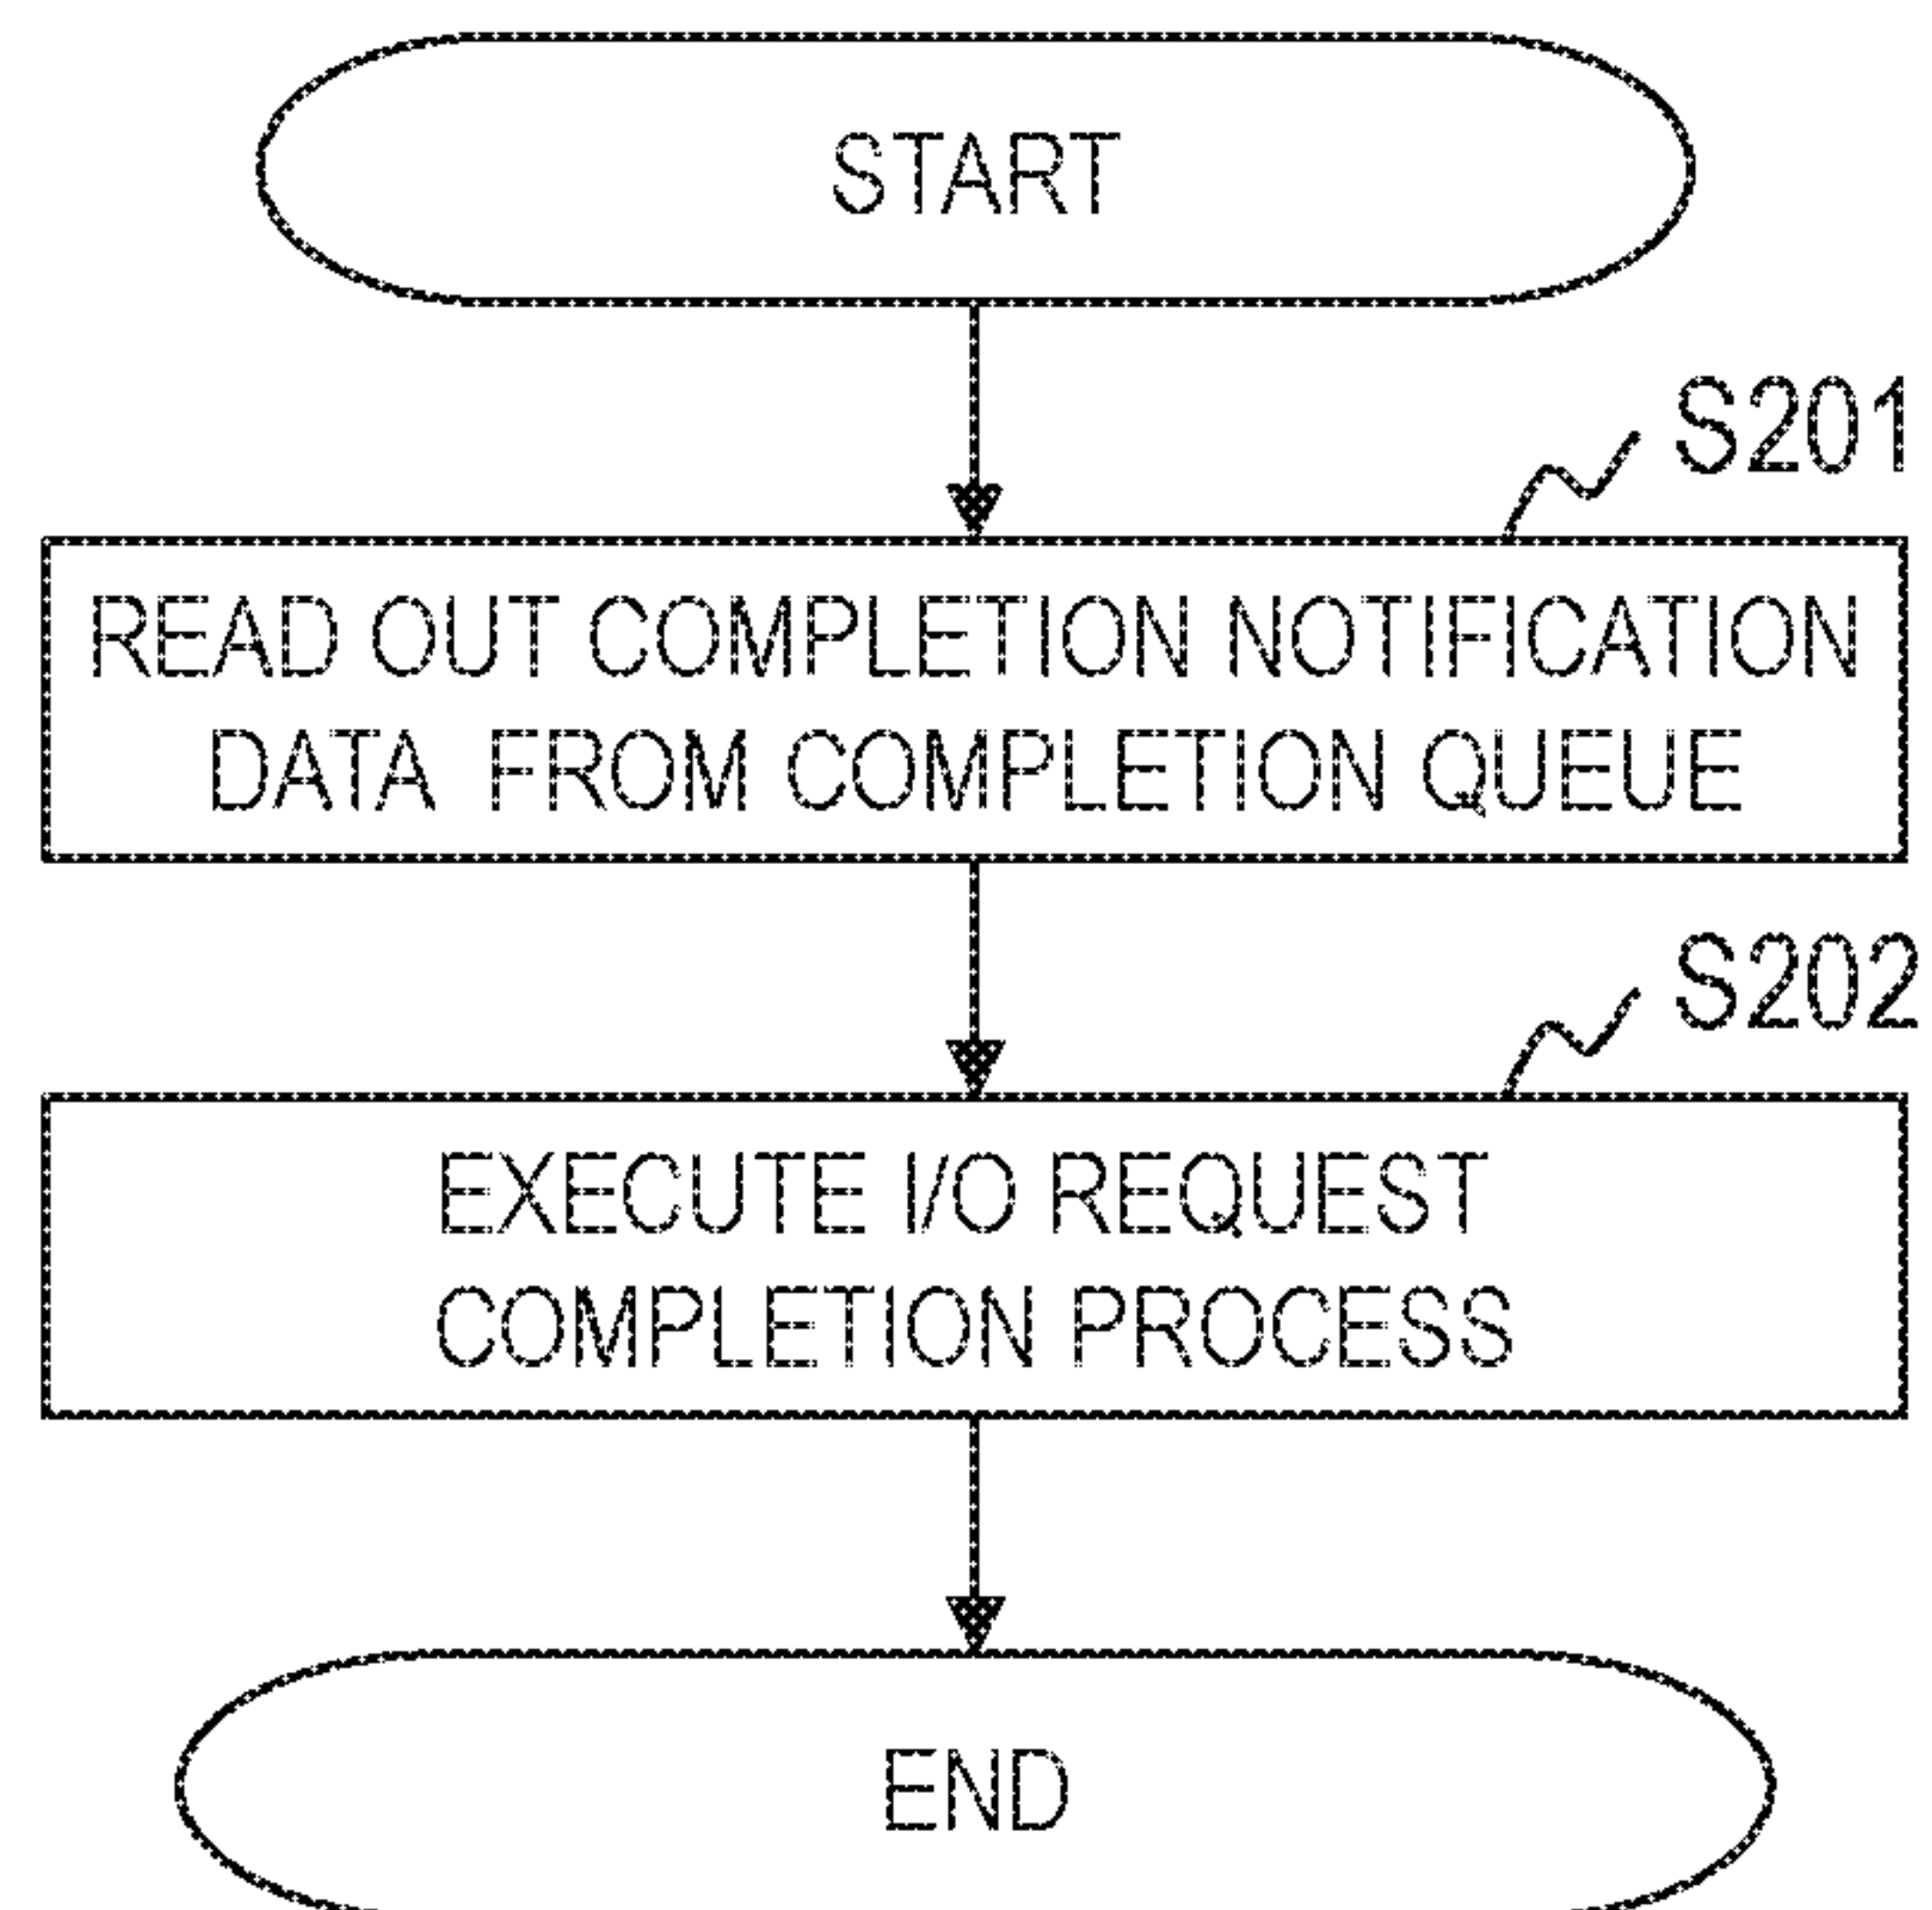 START
S201
READ OUT COMPLETION NOTIFICATION
DATA FROM COMPLETION QUEUE
S202
EXECUTE I/O REQUEST
COMPLETION PROCESS
END